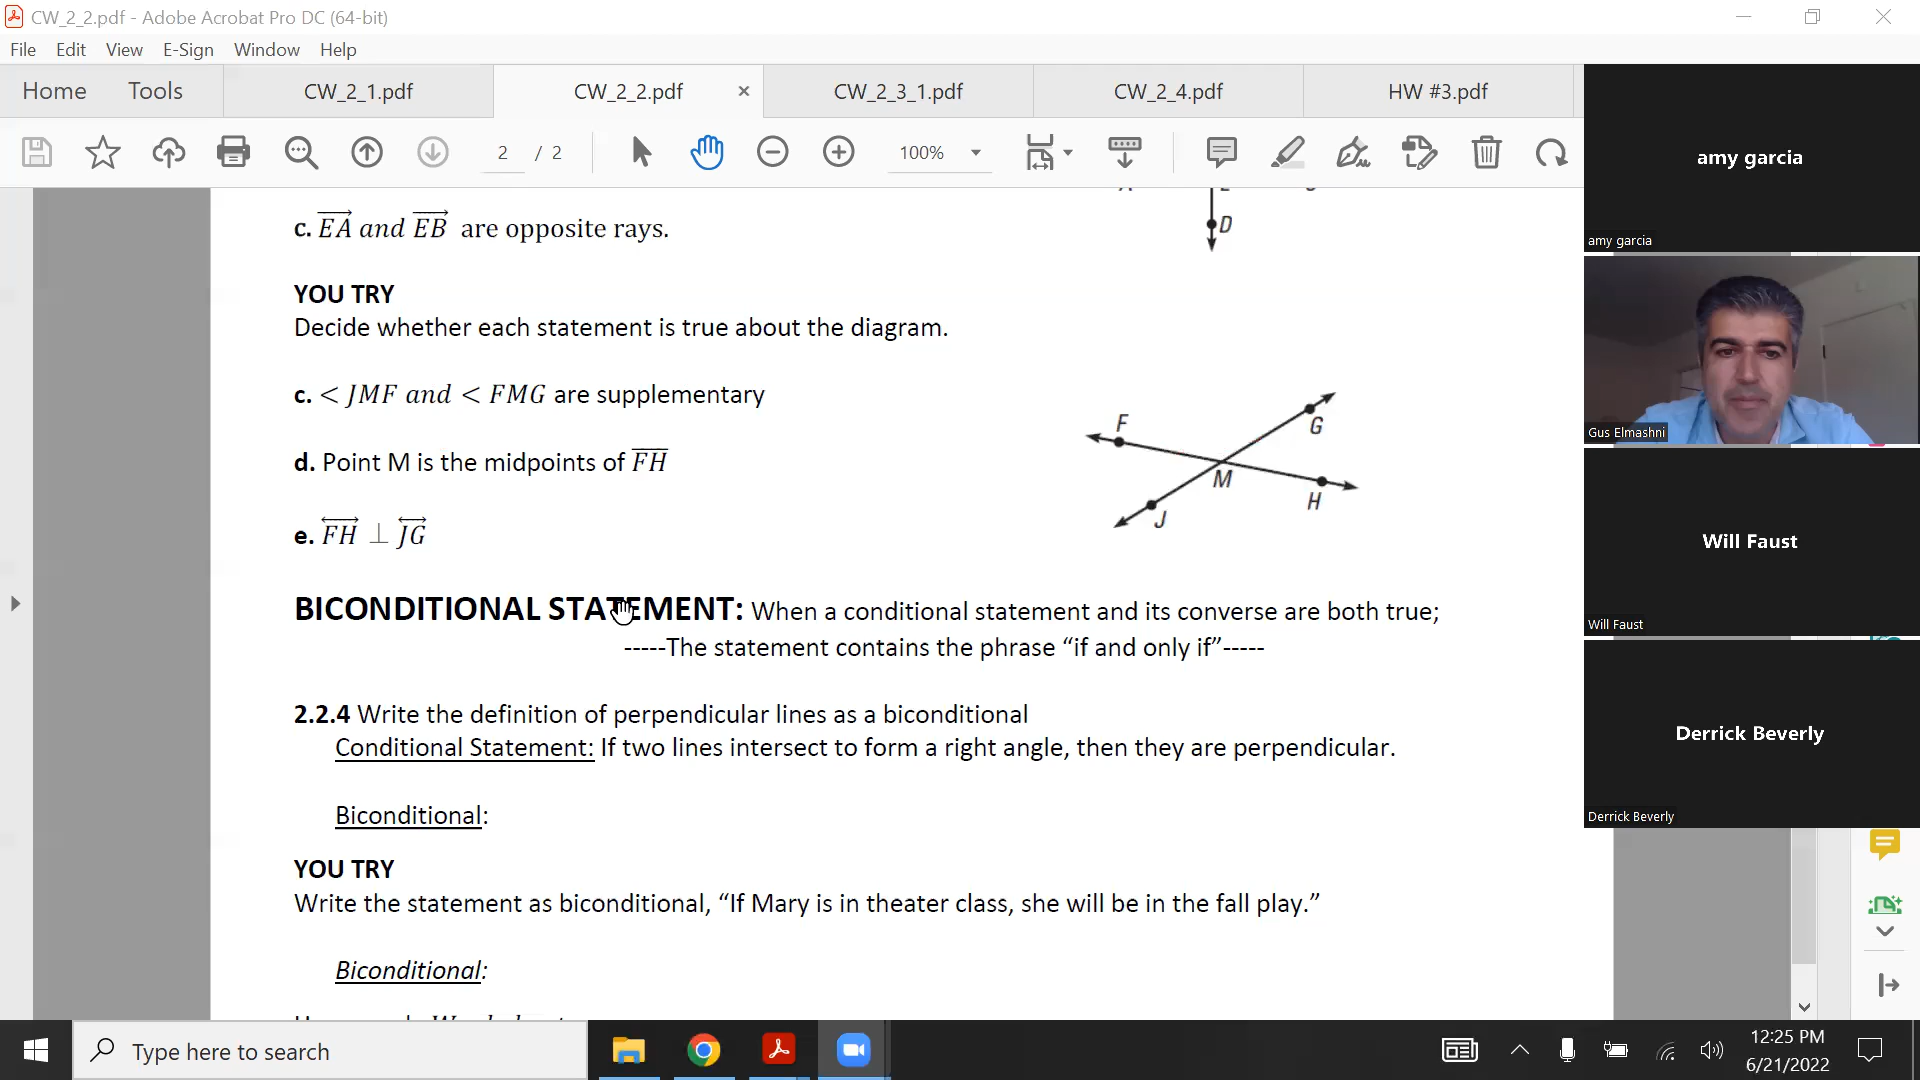 CW_2_2.pdf - Adobe Acrobat Pro DC (64-bit)
File Edit View E-Sign Window Help
Home Tools CW_2_1.pdf CW_2_2.pdf × CW_2_3_1.pdf CW_2_4.pdf HW #3.pdf
2 / 2 100%
c. EA and EB are opposite rays.
D
YOU TRY
Decide whether each statement is true about the diagram.
c. < JMF and < FMG are supplementary
d. Point M is the midpoints of FH
e. FH ⊥ JG
F
G
M
H
J
BICONDITIONAL STATEMENT: When a conditional statement and its converse are both true;
-----The statement contains the phrase “if and only if”-----
2.2.4 Write the definition of perpendicular lines as a biconditional
Conditional Statement: If two lines intersect to form a right angle, then they are perpendicular.
Biconditional:
YOU TRY
Write the statement as biconditional, “If Mary is in theater class, she will be in the fall play.”
Biconditional:
amy garcia
amy garcia
Gus Elmashni
Will Faust
Will Faust
Derrick Beverly
Derrick Beverly
Type here to search
12:25 PM
6/21/2022